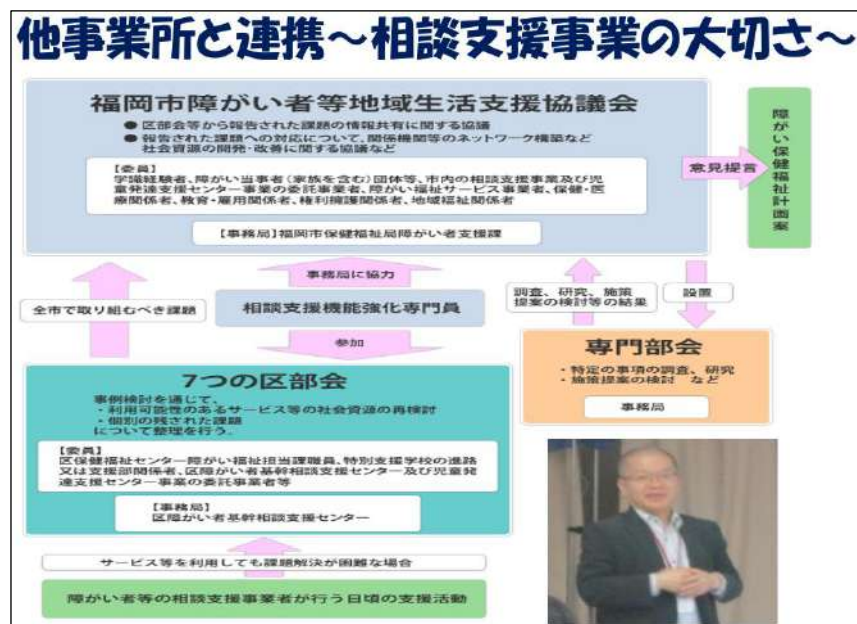 他事業所と連携～相談支援事業の大切さ～
福岡市障がい者等地域生活支援協議会
● 区部会等から報告された課題の情報共有に関する協議
● 報告された課題への対応について、関係機関等のネットワーク構築など
社会資源の開発・改善に関する協議など
【委員】
学識経験者、障がい当事者（家族を含む）団体等、市内の相談支援事業及び児
童発達支援センター事業の委託事業者、障がい福祉サービス事業者、保健・医
療関係者、教育・雇用関係者、権利擁護関係者、地域福祉関係者
【事務局】福岡市保健福祉局障がい者支援課
意見提言
障がい保健福祉計画案
全市で取り組むべき課題
事務局に協力
相談支援機能強化専門員
参加
調査、研究、施策
提案の検討等の結果
設置
専門部会
・特定の事項の調査、研究
・施策提案の検討　など
事務局
7つの区部会
事例検討を通じて、
・利用可能性のあるサービス等の社会資源の再検討
・個別の残された課題
について整理を行う。
【委員】
区保健福祉センター障がい福祉担当課職員、特別支援学校の進路
又は支援部関係者、区障がい者基幹相談支援センター及び児童発
達支援センター事業の委託事業者等
【事務局】
区障がい者基幹相談支援センター
サービス等を利用しても課題解決が困難な場合
障がい者等の相談支援事業者が行う日頃の支援活動